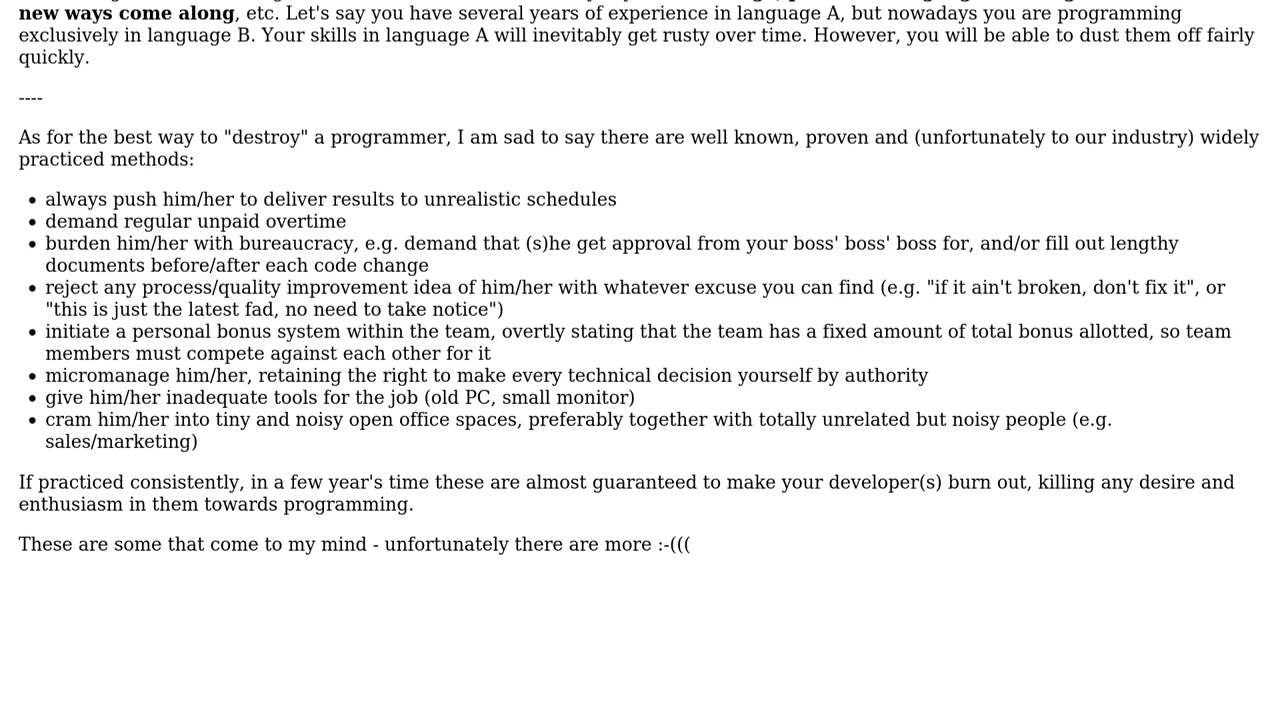 new ways come along, etc. Let's say you have several years of experience in language A, but nowadays you are programming
exclusively in language B. Your skills in language A will inevitably get rusty over time. However, you will be able to dust them off fairly
quickly.
----
As for the best way to "destroy" a programmer, I am sad to say there are well known, proven and (unfortunately to our industry) widely
practiced methods:
• always push him/her to deliver results to unrealistic schedules
• demand regular unpaid overtime
• burden him/her with bureaucracy, e.g. demand that (s)he get approval from your boss' boss' boss for, and/or fill out lengthy
documents before/after each code change
• reject any process/quality improvement idea of him/her with whatever excuse you can find (e.g. "if it ain't broken, don't fix it", or
"this is just the latest fad, no need to take notice")
• initiate a personal bonus system within the team, overtly stating that the team has a fixed amount of total bonus allotted, so team
members must compete against each other for it
• micromanage him/her, retaining the right to make every technical decision yourself by authority
• give him/her inadequate tools for the job (old PC, small monitor)
• cram him/her into tiny and noisy open office spaces, preferably together with totally unrelated but noisy people (e.g.
sales/marketing)
If practiced consistently, in a few year's time these are almost guaranteed to make your developer(s) burn out, killing any desire and
enthusiasm in them towards programming.
These are some that come to my mind - unfortunately there are more :-(((